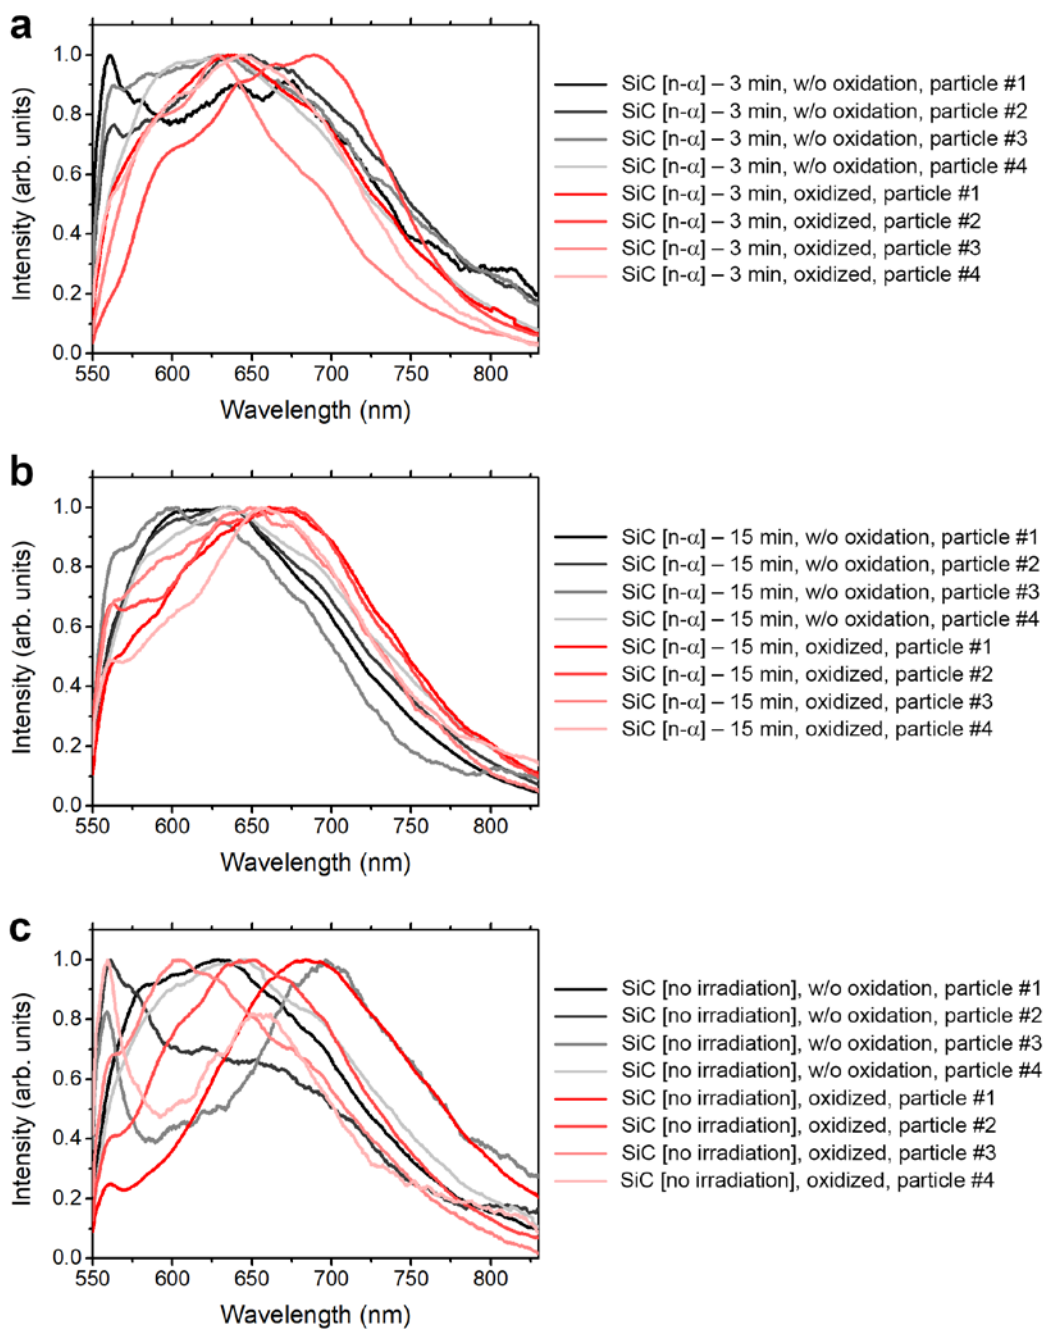 a
1.0
0.8
0.6
0.4
0.2
0.0
Intensity (arb. units)
550 600 650 700 750 800
Wavelength (nm)
SiC [n-α] – 3 min, w/o oxidation, particle #1
SiC [n-α] – 3 min, w/o oxidation, particle #2
SiC [n-α] – 3 min, w/o oxidation, particle #3
SiC [n-α] – 3 min, w/o oxidation, particle #4
SiC [n-α] – 3 min, oxidized, particle #1
SiC [n-α] – 3 min, oxidized, particle #2
SiC [n-α] – 3 min, oxidized, particle #3
SiC [n-α] – 3 min, oxidized, particle #4
b
1.0
0.8
0.6
0.4
0.2
0.0
Intensity (arb. units)
550 600 650 700 750 800
Wavelength (nm)
SiC [n-α] – 15 min, w/o oxidation, particle #1
SiC [n-α] – 15 min, w/o oxidation, particle #2
SiC [n-α] – 15 min, w/o oxidation, particle #3
SiC [n-α] – 15 min, w/o oxidation, particle #4
SiC [n-α] – 15 min, oxidized, particle #1
SiC [n-α] – 15 min, oxidized, particle #2
SiC [n-α] – 15 min, oxidized, particle #3
SiC [n-α] – 15 min, oxidized, particle #4
c
1.0
0.8
0.6
0.4
0.2
0.0
Intensity (arb. units)
550 600 650 700 750 800
Wavelength (nm)
SiC [no irradiation], w/o oxidation, particle #1
SiC [no irradiation], w/o oxidation, particle #2
SiC [no irradiation], w/o oxidation, particle #3
SiC [no irradiation], w/o oxidation, particle #4
SiC [no irradiation], oxidized, particle #1
SiC [no irradiation], oxidized, particle #2
SiC [no irradiation], oxidized, particle #3
SiC [no irradiation], oxidized, particle #4